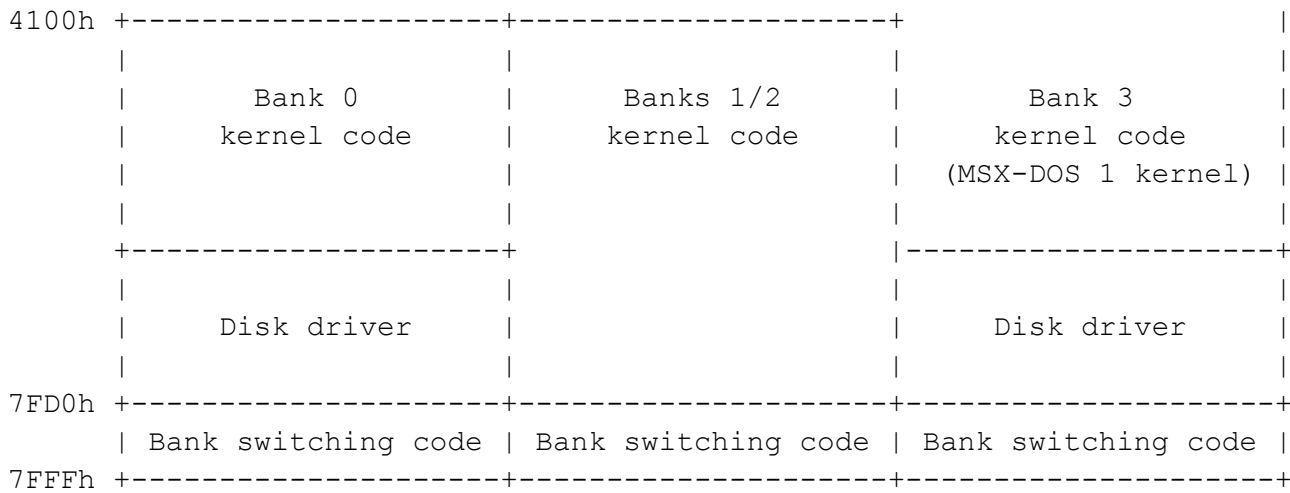 4100h
Bank 0 Banks 1/2 Bank 3
kernel code kernel code kernel code
(MSX-DOS 1 kernel)
Disk driver Disk driver
7FD0h
Bank switching code Bank switching code Bank switching code
7FFFh